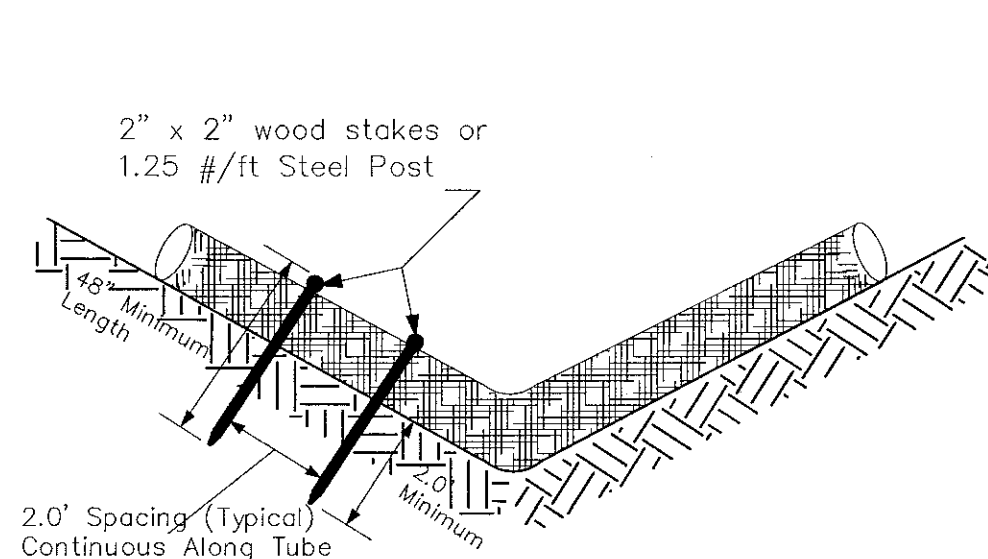 2" x 2" wood stakes or
1.25 #/ft Steel Post
48" Minimum
Length
2.0'
Minimum
2.0' Spacing (Typical)
Continuous Along Tube